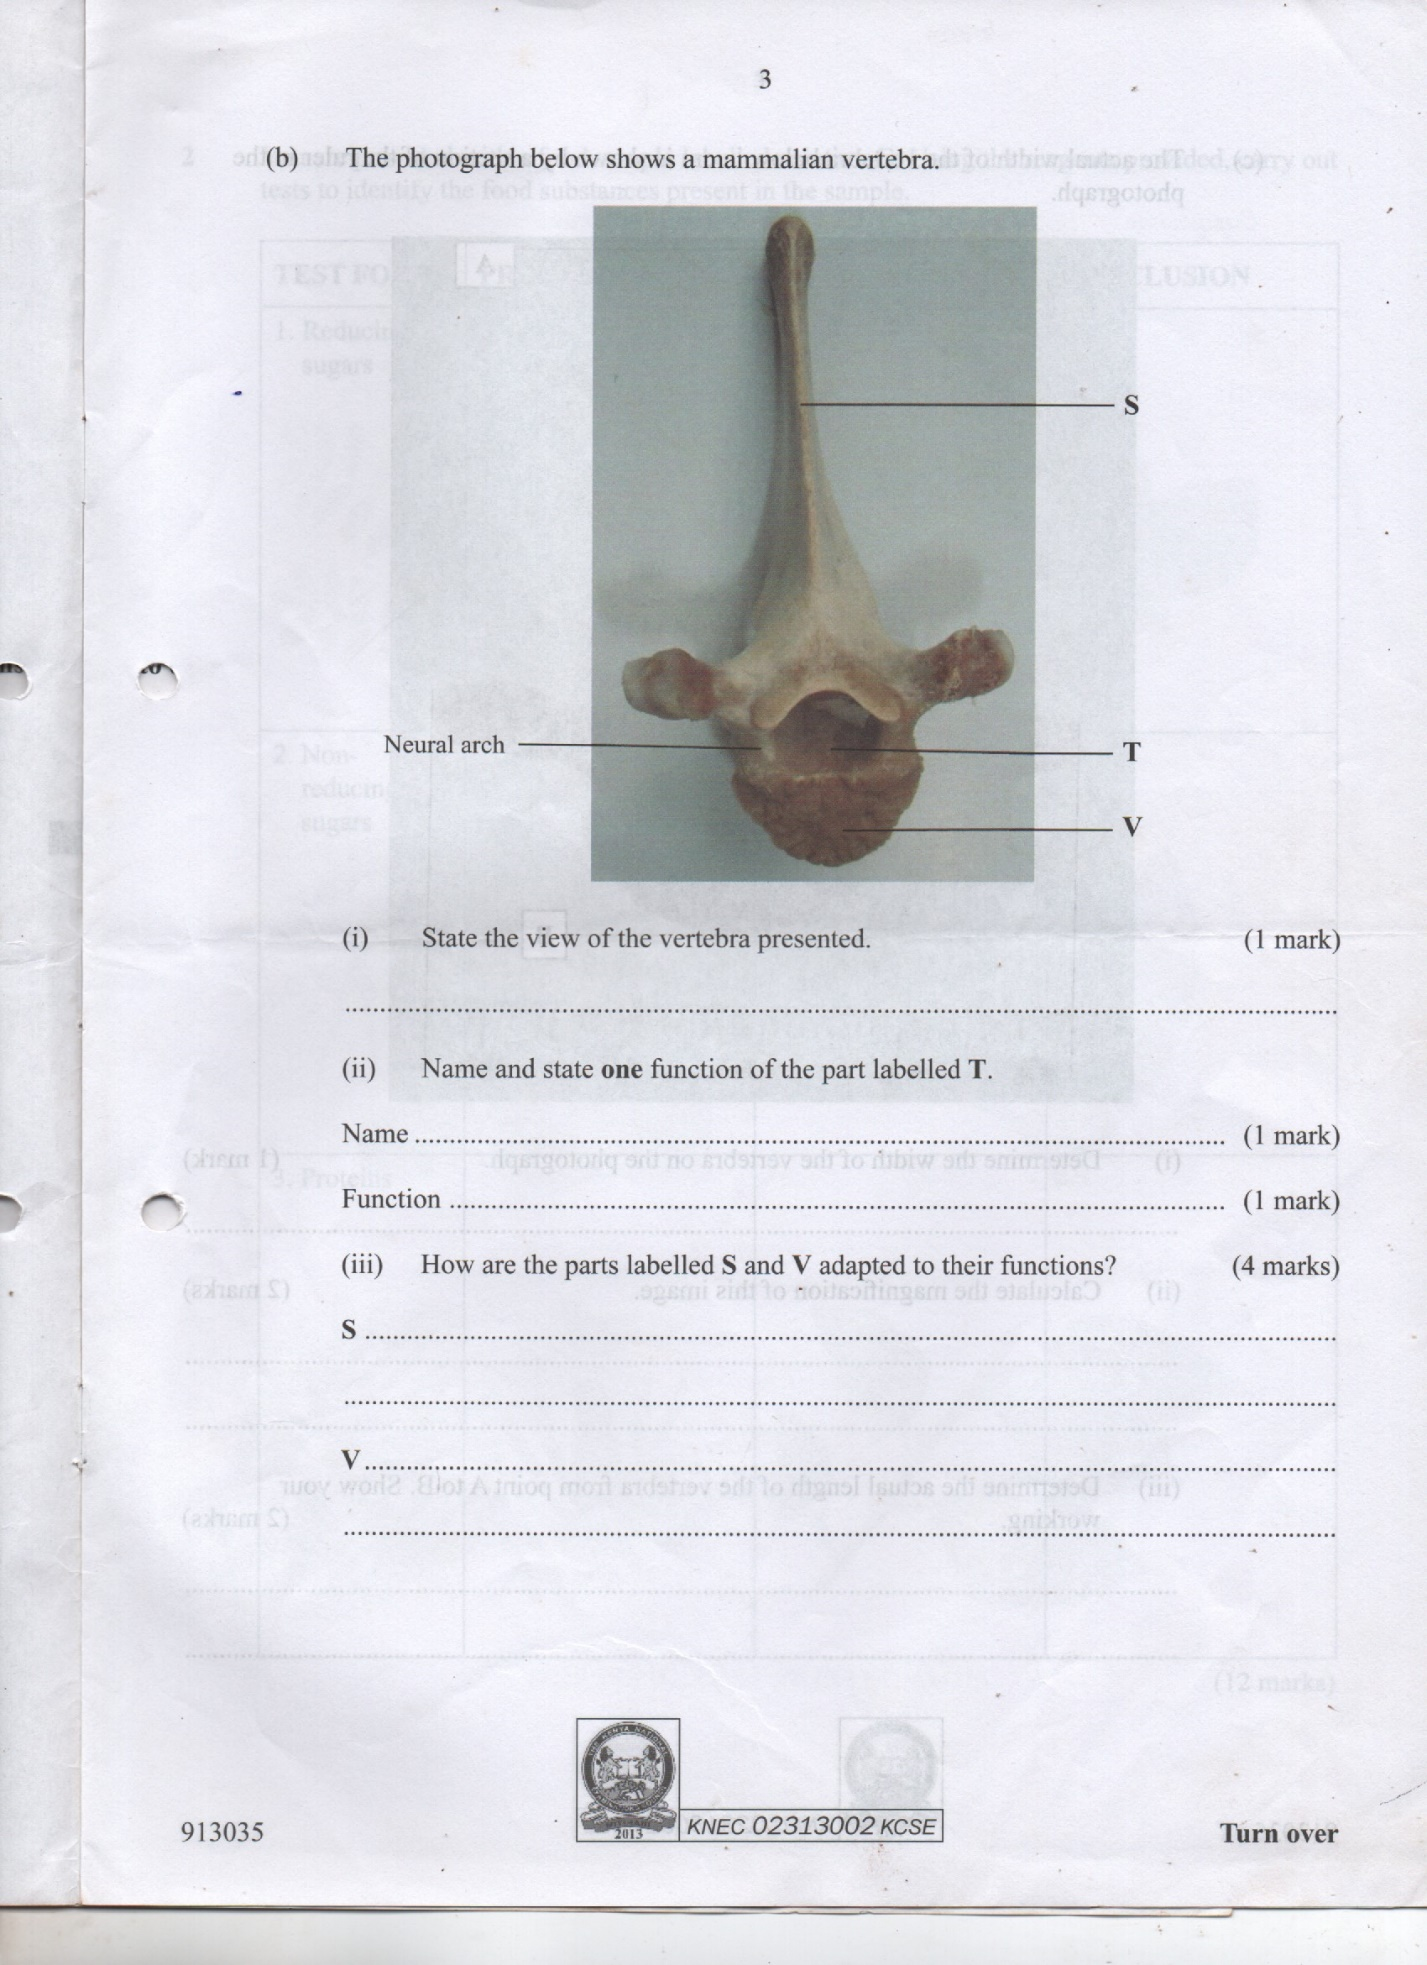 3
(b) The photograph below shows a mammalian vertebra.
S
Neural arch
T
V
(i) State the view of the vertebra presented. (1 mark)
(ii) Name and state one function of the part labelled T.
Name (1 mark)
Function (1 mark)
(iii) How are the parts labelled S and V adapted to their functions? (4 marks)
S
V
2013
KNEC 02313002 KCSE
913035
Turn over